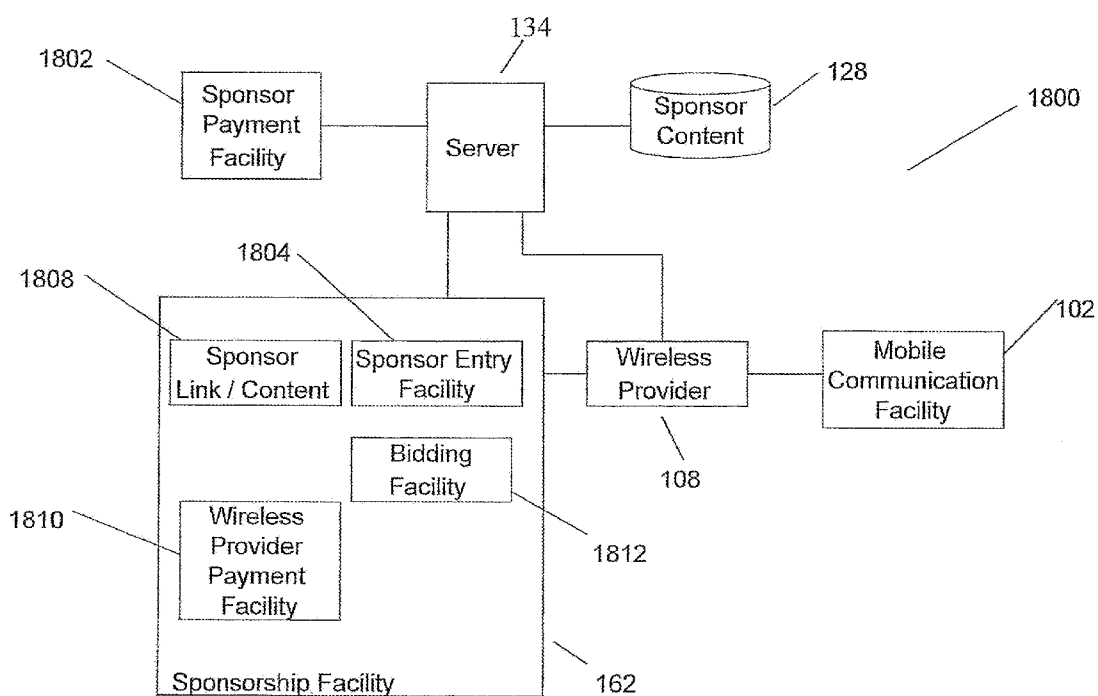 134
1802
128
1800
Sponsor
Payment
Facility
Server
Sponsor
Content
1804
1808
102
Sponsor
Link / Content
Sponsor Entry
Facility
Wireless
Provider
Mobile
Communication
Facility
Bidding
Facility
108
1810
Wireless
Provider
Payment
Facility
1812
Sponsorship Facility
162